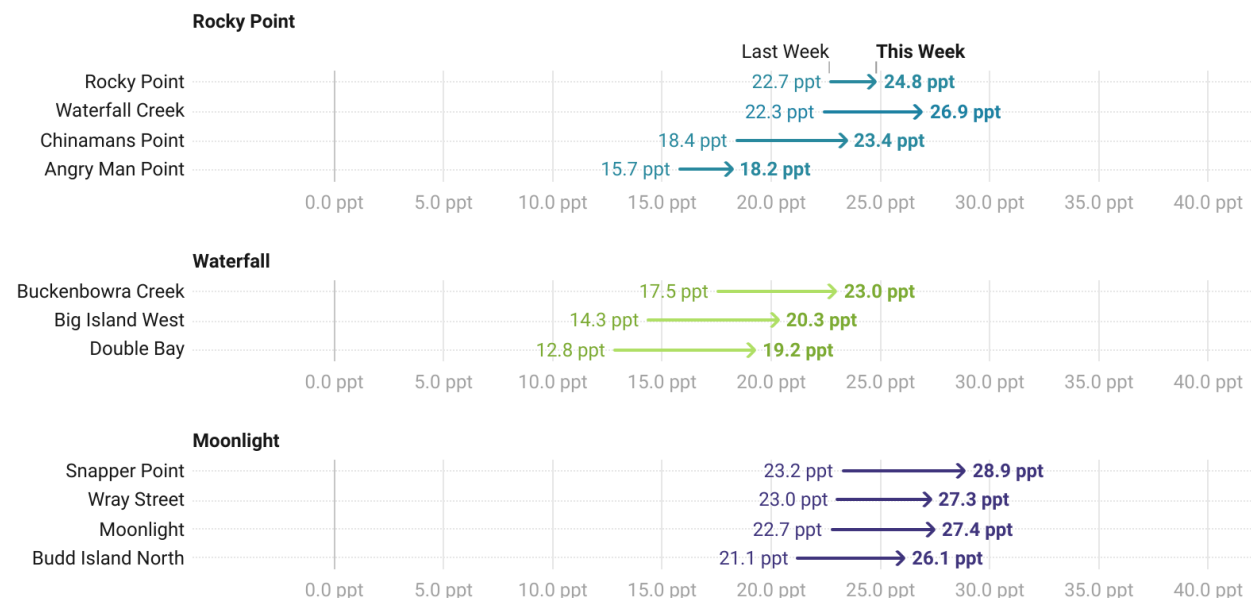 Rocky Point
Last Week This Week
Rocky Point 22.7 ppt 24.8 ppt
Waterfall Creek 22.3 ppt 26.9 ppt
Chinamans Point 18.4 ppt 23.4 ppt
Angry Man Point 15.7 ppt 18.2 ppt
0.0 ppt 5.0 ppt 10.0 ppt 15.0 ppt 20.0 ppt 25.0 ppt 30.0 ppt 35.0 ppt 40.0 ppt
Waterfall
Buckenbowra Creek 17.5 ppt 23.0 ppt
Big Island West 14.3 ppt 20.3 ppt
Double Bay 12.8 ppt 19.2 ppt
0.0 ppt 5.0 ppt 10.0 ppt 15.0 ppt 20.0 ppt 25.0 ppt 30.0 ppt 35.0 ppt 40.0 ppt
Moonlight
Snapper Point 23.2 ppt 28.9 ppt
Wray Street 23.0 ppt 27.3 ppt
Moonlight 22.7 ppt 27.4 ppt
Budd Island North 21.1 ppt 26.1 ppt
0.0 ppt 5.0 ppt 10.0 ppt 15.0 ppt 20.0 ppt 25.0 ppt 30.0 ppt 35.0 ppt 40.0 ppt